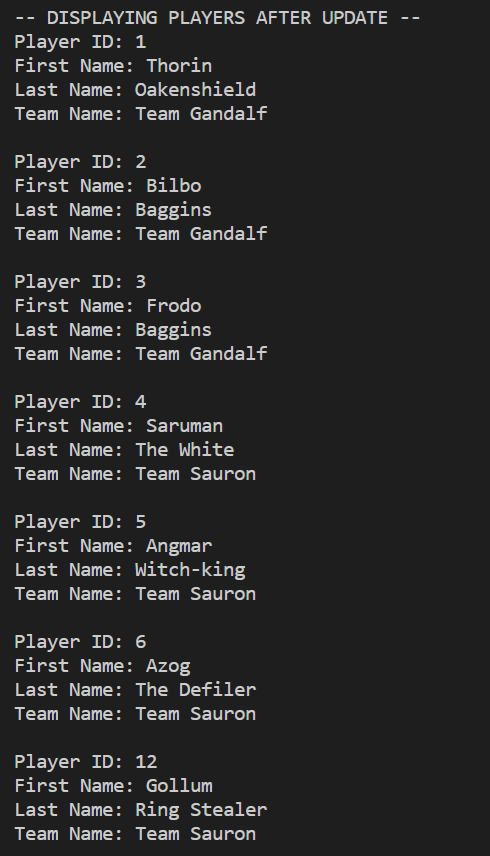 -- DISPLAYING PLAYERS AFTER UPDATE --
Player ID: 1
First Name: Thorin
Last Name: Oakenshield
Team Name: Team Gandalf

Player ID: 2
First Name: Bilbo
Last Name: Baggins
Team Name: Team Gandalf

Player ID: 3
First Name: Frodo
Last Name: Baggins
Team Name: Team Gandalf

Player ID: 4
First Name: Saruman
Last Name: The White
Team Name: Team Sauron

Player ID: 5
First Name: Angmar
Last Name: Witch-king
Team Name: Team Sauron

Player ID: 6
First Name: Azog
Last Name: The Defiler
Team Name: Team Sauron

Player ID: 12
First Name: Gollum
Last Name: Ring Stealer
Team Name: Team Sauron